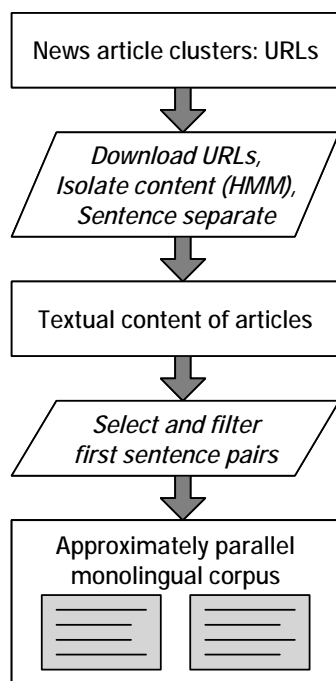 News article clusters: URLs
Download URLs,
Isolate content (HMM),
Sentence separate
Textual content of articles
Select and filter
first sentence pairs
Approximately parallel
monolingual corpus